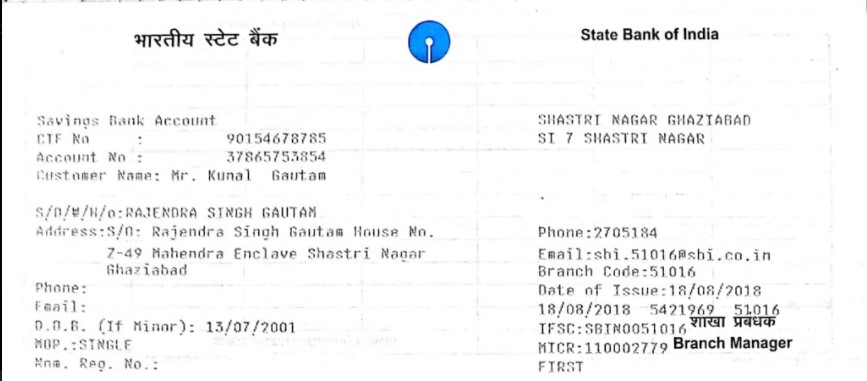 भारतीय स्टेट बैंक
State Bank of India
Savings Bank Account
CIF No : 90154678785
Account No : 37865753854
Customer Name: Mr. Kunal Gautam
S/D/W/H/o:RAJENDRA SINGH GAUTAM
Address:S/O: Rajendra Singh Gautam House No.
Z-49 Mahendra Enclave Shastri Nagar
Ghaziabad
Phone:
Email:
D.O.B. (If Minor): 13/07/2001
MOP.:SINGLE
Nom. Reg. No.:
SHASTRI NAGAR GHAZIABAD
SI 7 SHASTRI NAGAR
Phone:2705184
Email:sbi.51016@sbi.co.in
Branch Code:51016
Date of Issue:18/08/2018
18/08/2018 5421969 51016
IFSC:SBIN0051016 शाखा प्रबंधक
MICR:110002779 Branch Manager
FIRST